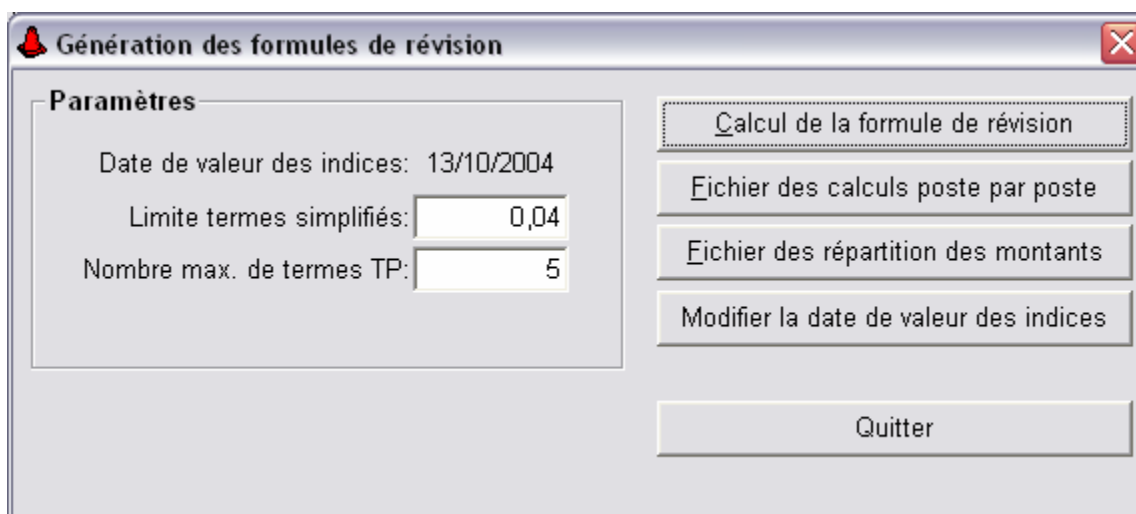 Génération des formules de révision
Paramètres
Date de valeur des indices: 13/10/2004
Limite termes simplifiés: 0,04
Nombre max. de termes TP: 5
Calcul de la formule de révision
Fichier des calculs poste par poste
Fichier des répartition des montants
Modifier la date de valeur des indices
Quitter